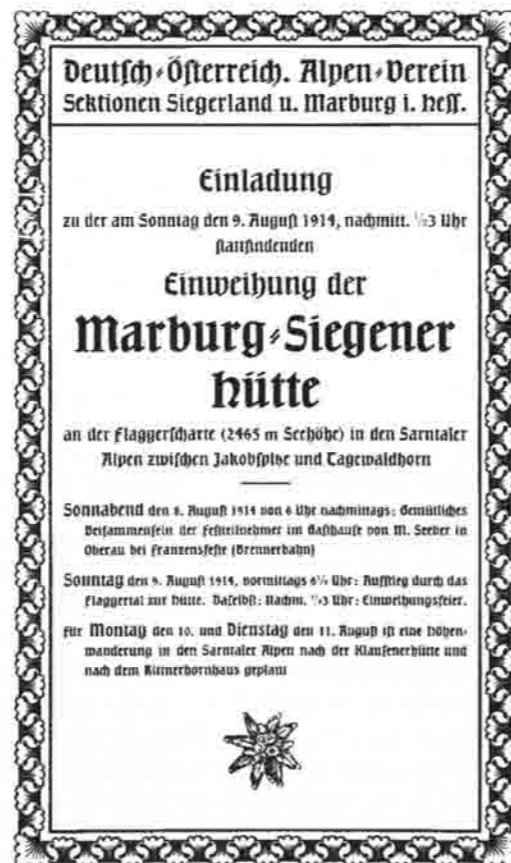 Deutsch-Österreich. Alpen-Verein
Sektionen Siegerland u. Marburg i. Hess.
Einladung
zu der am Sonntag den 9. August 1914, nachmitt. ½3 Uhr
stattfindenden
Einweihung der
Marburg-Siegener
Hütte
an der Flaggerscharte (2465 m Seehöhe) in den Sarntaler
Alpen zwischen Jakobspitze und Tagewaldhorn
Sonnabend den 8. August 1914 von 6 Uhr nachmittags: Gemütliches
Beisammensein der Festteilnehmer im Gasthause von M. Seeber in
Oberau bei Franzensfeste (Brennerbahn)
Sonntag den 9. August 1914, vormittags Uhr: Aufstieg durch das
Flaggertal zur Hütte. Daselbst: Nachm. ½3 Uhr: Einweihungsfeier.
Für Montag den 10. und Dienstag den 11. August ist eine Höhen-
wanderung in den Sarntaler Alpen nach der Klausenerhütte und
nach dem Rittnerhornhaus geplant